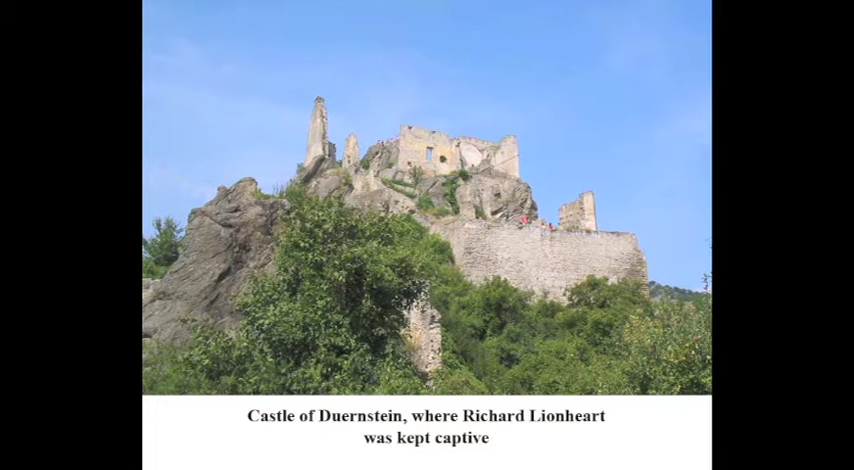 Castle of Duernstein, where Richard Lionheart
was kept captive